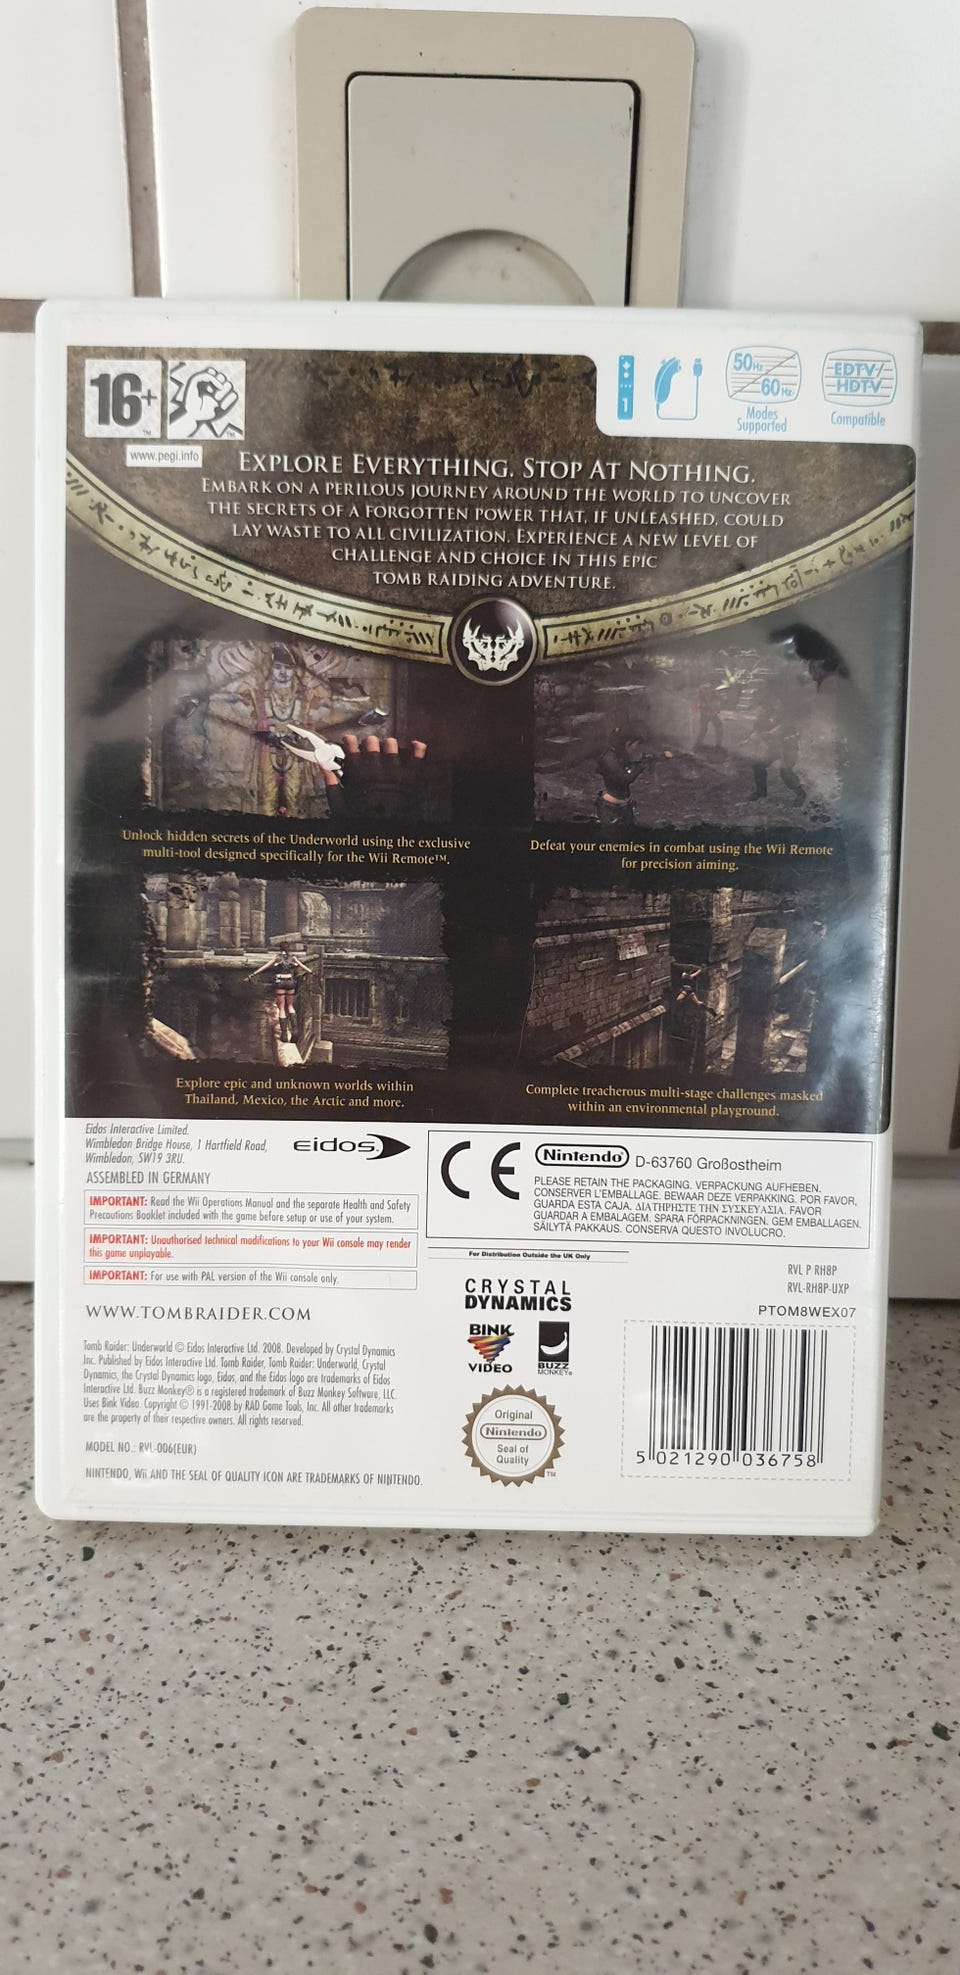 16+
www.pegi.info
1
50Hz
60Hz
Modes
Supported
EDTV/
HDTV
Compatible
EXPLORE EVERYTHING. STOP AT NOTHING.
EMBARK ON A PERILOUS JOURNEY AROUND THE WORLD TO UNCOVER
THE SECRETS OF A FORGOTTEN POWER THAT, IF UNLEASHED, COULD
LAY WASTE TO ALL CIVILIZATION. EXPERIENCE A NEW LEVEL OF
CHALLENGE AND CHOICE IN THIS EPIC
TOMB RAIDING ADVENTURE.
Unlock hidden secrets of the Underworld using the exclusive
multi-tool designed specifically for the Wii Remote™.
Defeat your enemies in combat using the Wii Remote
for precision aiming.
Explore epic and unknown worlds within
Thailand, Mexico, the Arctic and more.
Complete treacherous multi-stage challenges masked
within an environmental playground.
Eidos Interactive Limited.
Wimbledon Bridge House, 1 Hartfield Road,
Wimbledon, SW19 3RU.
ASSEMBLED IN GERMANY
eidos
IMPORTANT: Read the Wii Operations Manual and the separate Health and Safety
Precautions Booklet included with the game before setup or use of your system.
IMPORTANT: Unauthorised technical modifications to your Wii console may render
this game unplayable.
IMPORTANT: For use with PAL version of the Wii console only.
CE
Nintendo D-63760 Großostheim
PLEASE RETAIN THE PACKAGING. VERPACKUNG AUFHEBEN.
CONSERVER L'EMBALLAGE. BEWAAR DEZE VERPAKKING. POR FAVOR,
GUARDA ESTA CAJA. ΔΙΑΤΗΡΗΣΤΕ ΤΗΝ ΣΥΣΚΕΥΑΣΙΑ. FAVOR
GUARDAR A EMBALAGEM. SPARA FÖRPACKNINGEN. GEM EMBALLAGEN.
SÄILYTÄ PAKKAUS. CONSERVA QUESTO INVOLUCRO.
For Distribution Outside the UK Only
RVL P RH8P
RVL-RH8P-UXP
PTOM8WEX07
CRYSTAL
DYNAMICS
BINK
VIDEO
BUZZ
MONKEY®
WWW.TOMBRAIDER.COM
Tomb Raider: Underworld © Eidos Interactive Ltd. 2008. Developed by Crystal Dynamics
Inc. Published by Eidos Interactive Ltd. Tomb Raider, Tomb Raider: Underworld, Crystal
Dynamics, the Crystal Dynamics logo, Eidos, and the Eidos logo are trademarks of Eidos
Interactive Ltd. Buzz Monkey® is a registered trademark of Buzz Monkey Software, LLC.
Uses Bink Video. Copyright © 1991-2008 by RAD Game Tools, Inc. All other trademarks
are the property of their respective owners. All rights reserved.
MODEL NO.: RVL-006(EUR)
NINTENDO, Wii AND THE SEAL OF QUALITY ICON ARE TRADEMARKS OF NINTENDO.
Original
Nintendo
Seal of
Quality
TM
5 021290 036758